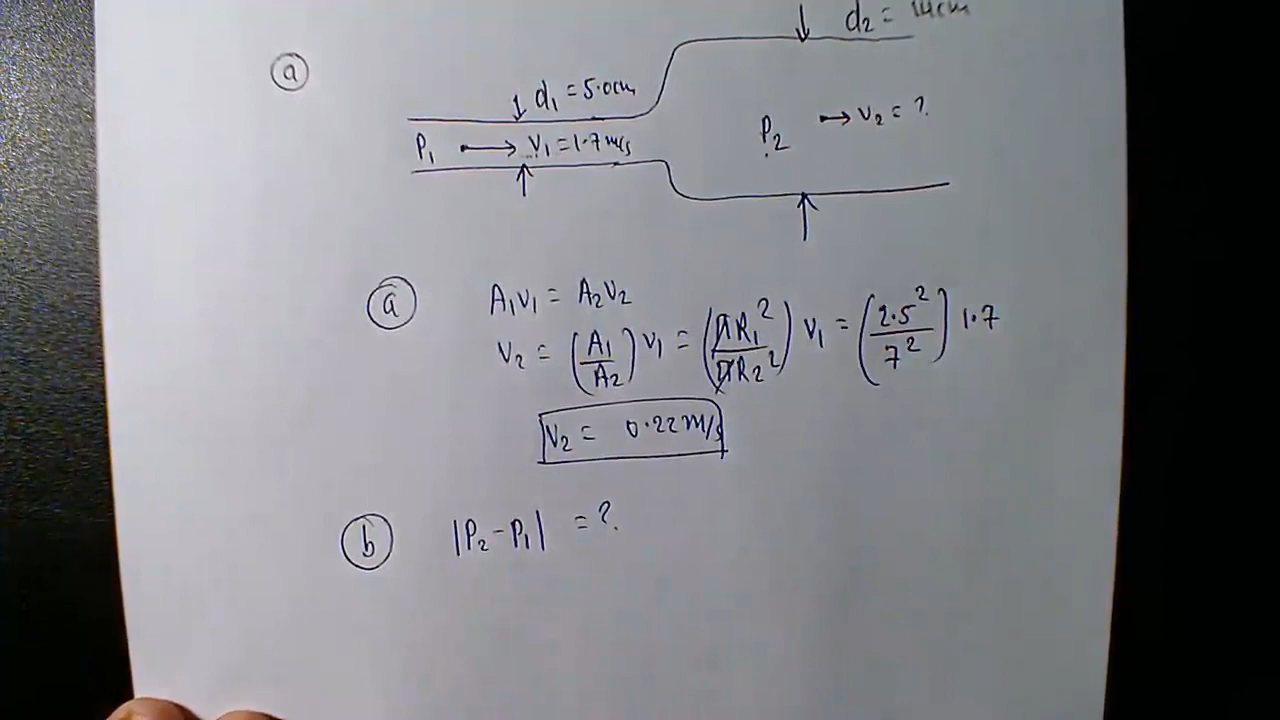 d₂ = 14cm
ⓐ
d₁ = 5.0cm
P₁ → V₁ = 1.7m/s
P₂ → V₂ = ?
ⓐ A₁V₁ = A₂V₂
V₂ = (A₁/A₂) V₁ = (πR₁²/πR₂²) V₁ = (2.5²/7²) 1.7
V₂ = 0.22m/s
ⓑ |P₂-P₁| = ?